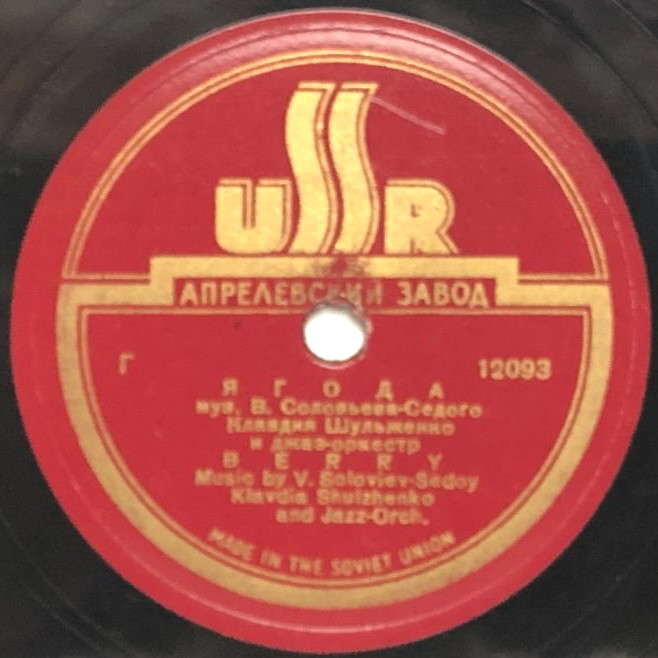 USSR
АПРЕЛЕВСКИЙ ЗАВОД
Г 12093
ЯГОДА
муз. В. Соловьева-Седого
Клавдия Шульженко
и джаз-оркестр
BERRY
Music by V. Soloviev-Sedoy
Klavdia Shulzhenko
and Jazz-Orch.
MADE IN THE SOVIET UNION